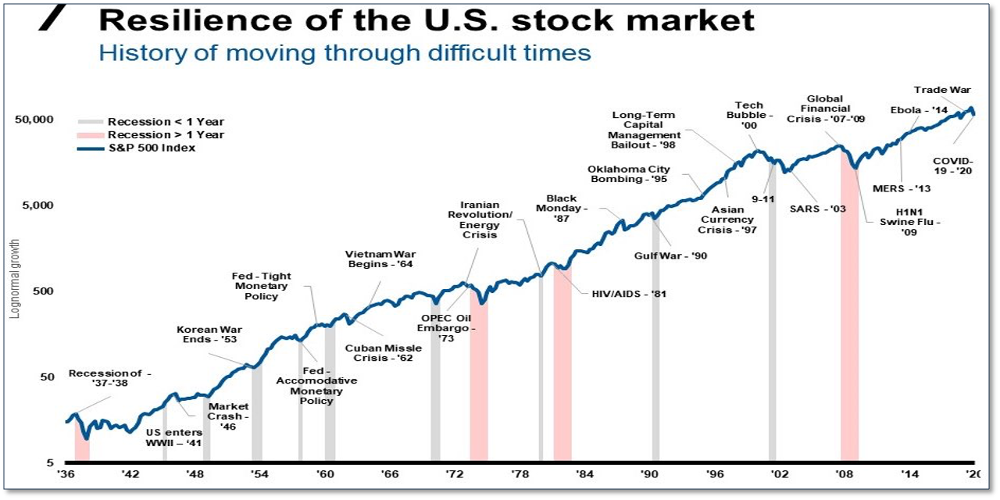 Resilience of the U.S. stock market
History of moving through difficult times
Recession < 1 Year
Recession > 1 Year
S&P 500 Index
Lognormal growth
50,000
5,000
500
50
5
Recession of -
'37-'38
US enters
WWII – '41
Market
Crash -
'46
Korean War
Ends - '53
Fed - Tight
Monetary
Policy
Fed -
Accomodative
Monetary
Policy
Vietnam War
Begins - '64
Cuban Missle
Crisis - '62
OPEC Oil
Embargo -
'73
Iranian
Revolution/
Energy
Crisis
Black
Monday -
'87
HIV/AIDS - '81
Long-Term
Capital
Management
Bailout - '98
Oklahoma City
Bombing - '95
Gulf War - '90
Asian
Currency
Crisis - '97
Tech
Bubble -
'00
9-11
SARS - '03
Global
Financial
Crisis - '07-'09
H1N1
Swine Flu -
'09
MERS - '13
Ebola - '14
Trade War
COVID-
19 - '20
'36 '42 '48 '54 '60 '66 '72 '78 '84 '90 '96 '02 '08 '14